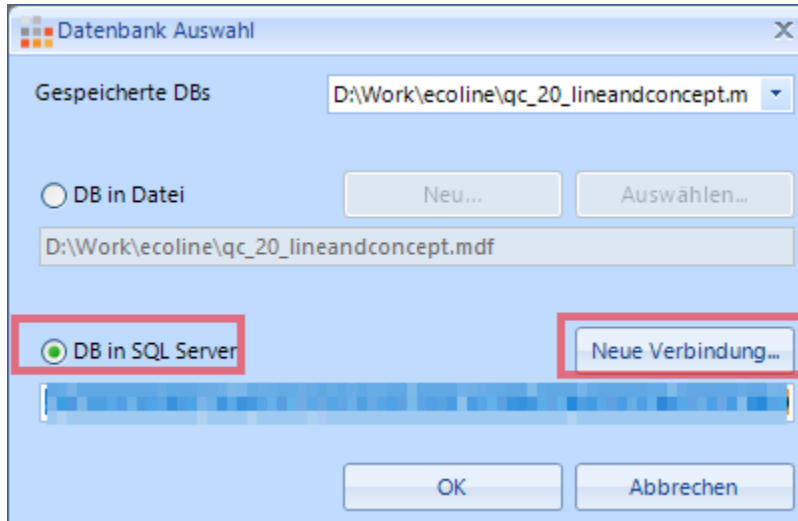 Datenbank Auswahl
Gespeicherte DBs D:\Work\ecoline\qc_20_lineandconcept.m
DB in Datei Neu... Auswählen...
D:\Work\ecoline\qc_20_lineandconcept.mdf
DB in SQL Server Neue Verbindung...
OK Abbrechen